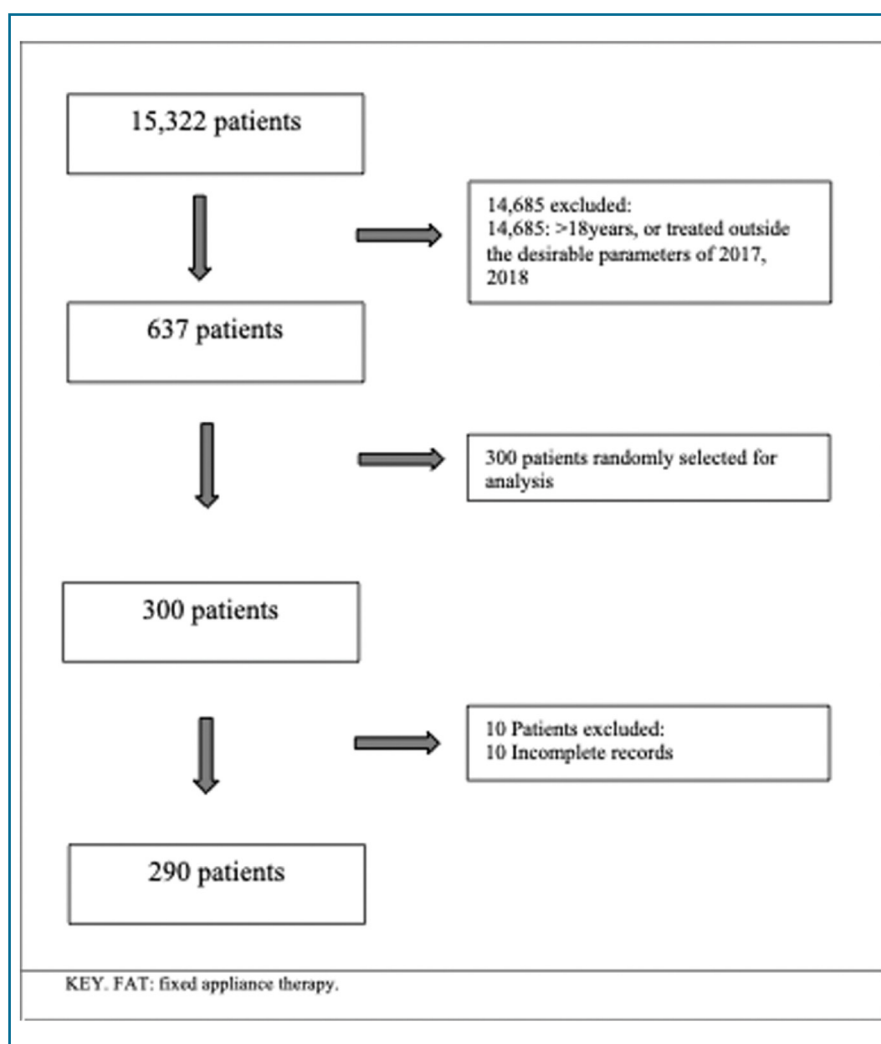 15,322 patients
14,685 excluded:
14,685: >18years, or treated outside
the desirable parameters of 2017,
2018
637 patients
300 patients randomly selected for
analysis
300 patients
10 Patients excluded:
10 Incomplete records
290 patients
KEY. FAT: fixed appliance therapy.